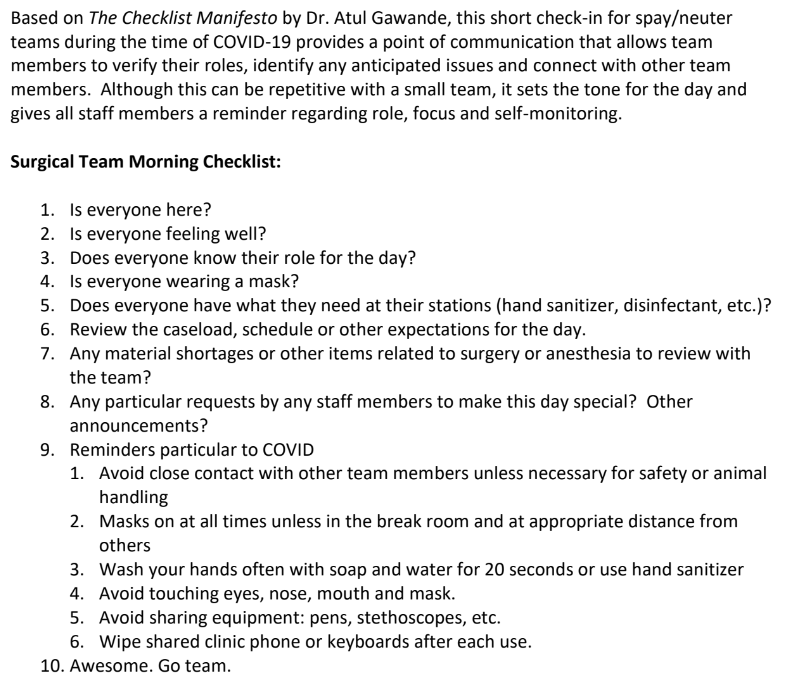 Based on The Checklist Manifesto by Dr. Atul Gawande, this short check-in for spay/neuter
teams during the time of COVID-19 provides a point of communication that allows team
members to verify their roles, identify any anticipated issues and connect with other team
members.  Although this can be repetitive with a small team, it sets the tone for the day and
gives all staff members a reminder regarding role, focus and self-monitoring.
Surgical Team Morning Checklist:
1. Is everyone here?
2. Is everyone feeling well?
3. Does everyone know their role for the day?
4. Is everyone wearing a mask?
5. Does everyone have what they need at their stations (hand sanitizer, disinfectant, etc.)?
6. Review the caseload, schedule or other expectations for the day.
7. Any material shortages or other items related to surgery or anesthesia to review with
the team?
8. Any particular requests by any staff members to make this day special?  Other
announcements?
9. Reminders particular to COVID
1. Avoid close contact with other team members unless necessary for safety or animal
handling
2. Masks on at all times unless in the break room and at appropriate distance from
others
3. Wash your hands often with soap and water for 20 seconds or use hand sanitizer
4. Avoid touching eyes, nose, mouth and mask.
5. Avoid sharing equipment: pens, stethoscopes, etc.
6. Wipe shared clinic phone or keyboards after each use.
10. Awesome. Go team.